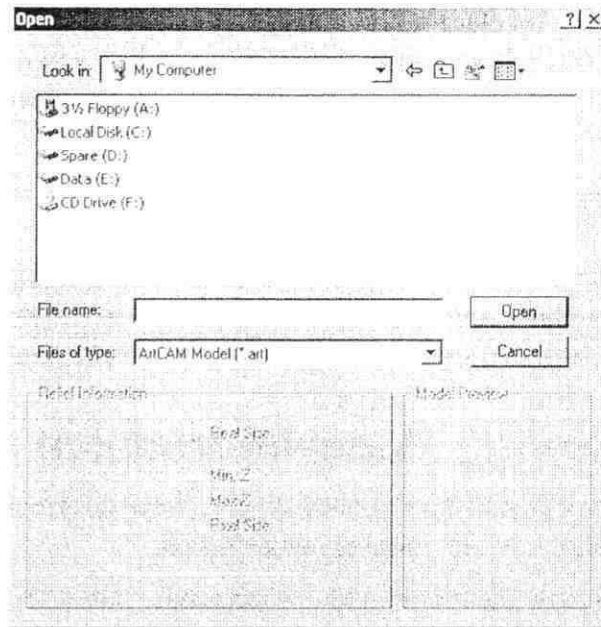 Open
Look in: My Computer
3½ Floppy (A:)
Local Disk (C:)
Spare (D:)
Data (E:)
CD Drive (F:)
File name:
Open
Files of type: ArtCAM Model (*.art)
Cancel
Relief Information
Model Preview
Real Size
Min Z
Max Z
Pixel Size